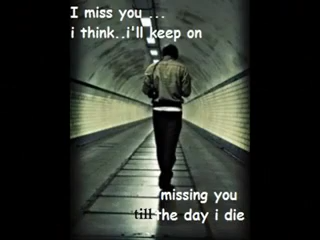 I miss you ...
i think..i'll keep on
missing you
till the day i die